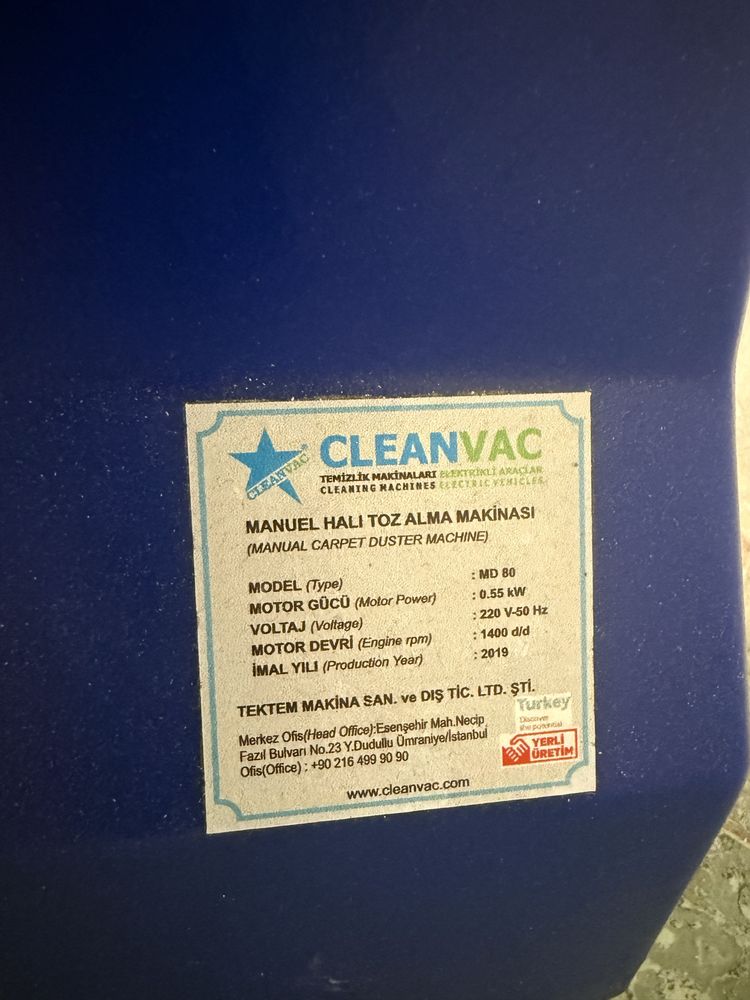 CLEANVAC®
CLEANVAC
TEMİZLİK MAKİNALARI ELEKTRİKLİ ARAÇLAR
CLEANING MACHINES ELECTRIC VEHICLES
MANUEL HALI TOZ ALMA MAKİNASI
(MANUAL CARPET DUSTER MACHINE)
MODEL (Type) : MD 80
MOTOR GÜCÜ (Motor Power) : 0.55 kW
VOLTAJ (Voltage) : 220 V-50 Hz
MOTOR DEVRİ (Engine rpm) : 1400 d/d
İMAL YILI (Production Year) : 2019
TEKTEM MAKİNA SAN. ve DIŞ TİC. LTD. ŞTİ.
Merkez Ofis(Head Office):Esenşehir Mah.Necip
Fazıl Bulvarı No.23 Y.Dudullu Ümraniye/İstanbul
Ofis(Office) : +90 216 499 90 90
Turkey
Discover
the potential
YERLİ
ÜRETİM
www.cleanvac.com